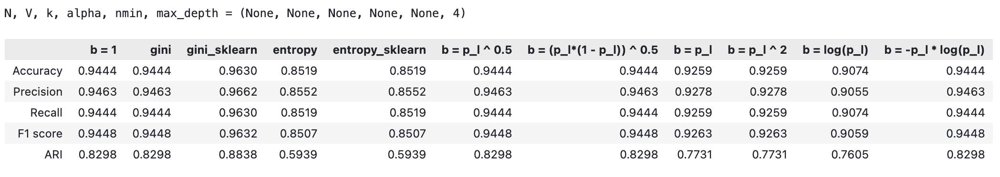 N, V, k, alpha, nmin, max_depth = (None, None, None, None, None, 4)
b = 1 gini gini_sklearn entropy entropy_sklearn b = p_l ^ 0.5 b = (p_l*(1 - p_l)) ^ 0.5 b = p_l b = p_l ^ 2 b = log(p_l) b = -p_l * log(p_l)
Accuracy 0.9444 0.9444 0.9630 0.8519 0.8519 0.9444 0.9444 0.9259 0.9259 0.9074 0.9444
Precision 0.9463 0.9463 0.9662 0.8552 0.8552 0.9463 0.9463 0.9278 0.9278 0.9055 0.9463
Recall 0.9444 0.9444 0.9630 0.8519 0.8519 0.9444 0.9444 0.9259 0.9259 0.9074 0.9444
F1 score 0.9448 0.9448 0.9632 0.8507 0.8507 0.9448 0.9448 0.9263 0.9263 0.9059 0.9448
ARI 0.8298 0.8298 0.8838 0.5939 0.5939 0.8298 0.8298 0.7731 0.7731 0.7605 0.8298